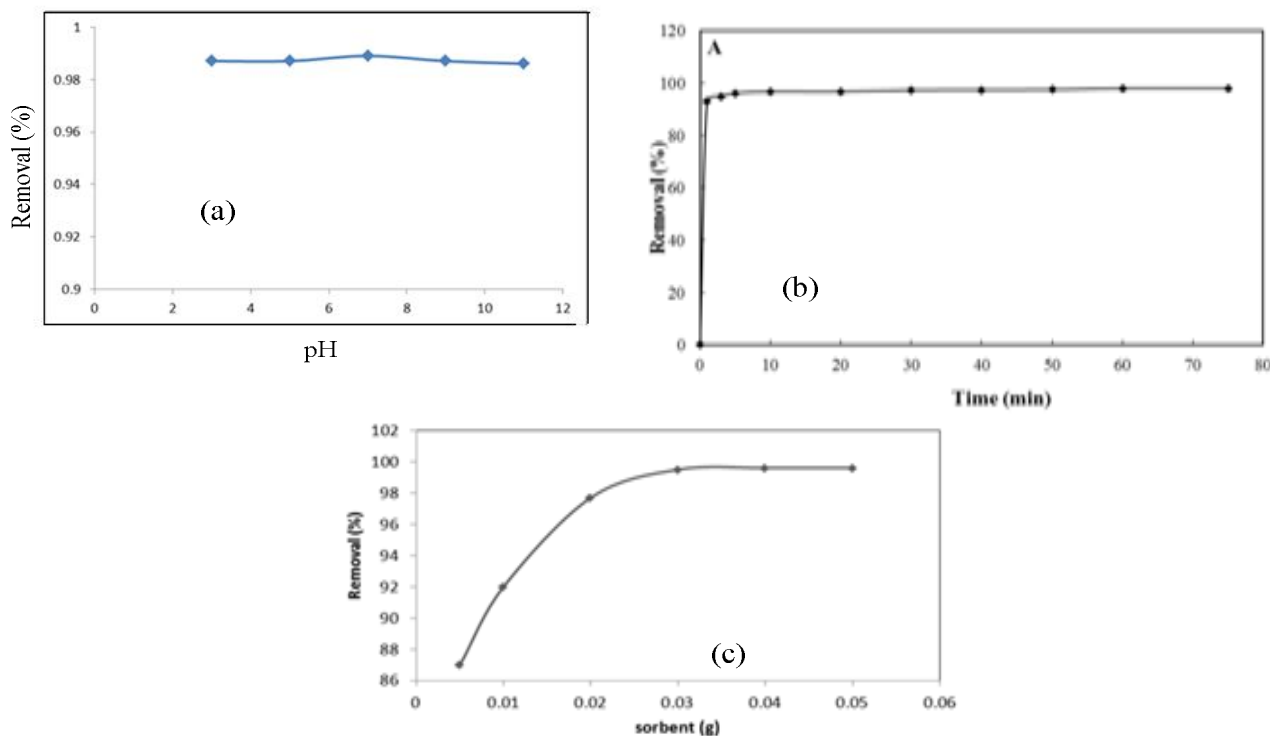 Removal (%)
1
0.98
0.96
0.94
0.92
0.9
0 2 4 6 8 10 12
(a)
pH
A
Removal (%)
120
100
80
60
40
20
0
0 10 20 30 40 50 60 70 80
(b)
Time (min)
Removal (%)
102
100
98
96
94
92
90
88
86
0 0.01 0.02 0.03 0.04 0.05 0.06
(c)
sorbent (g)